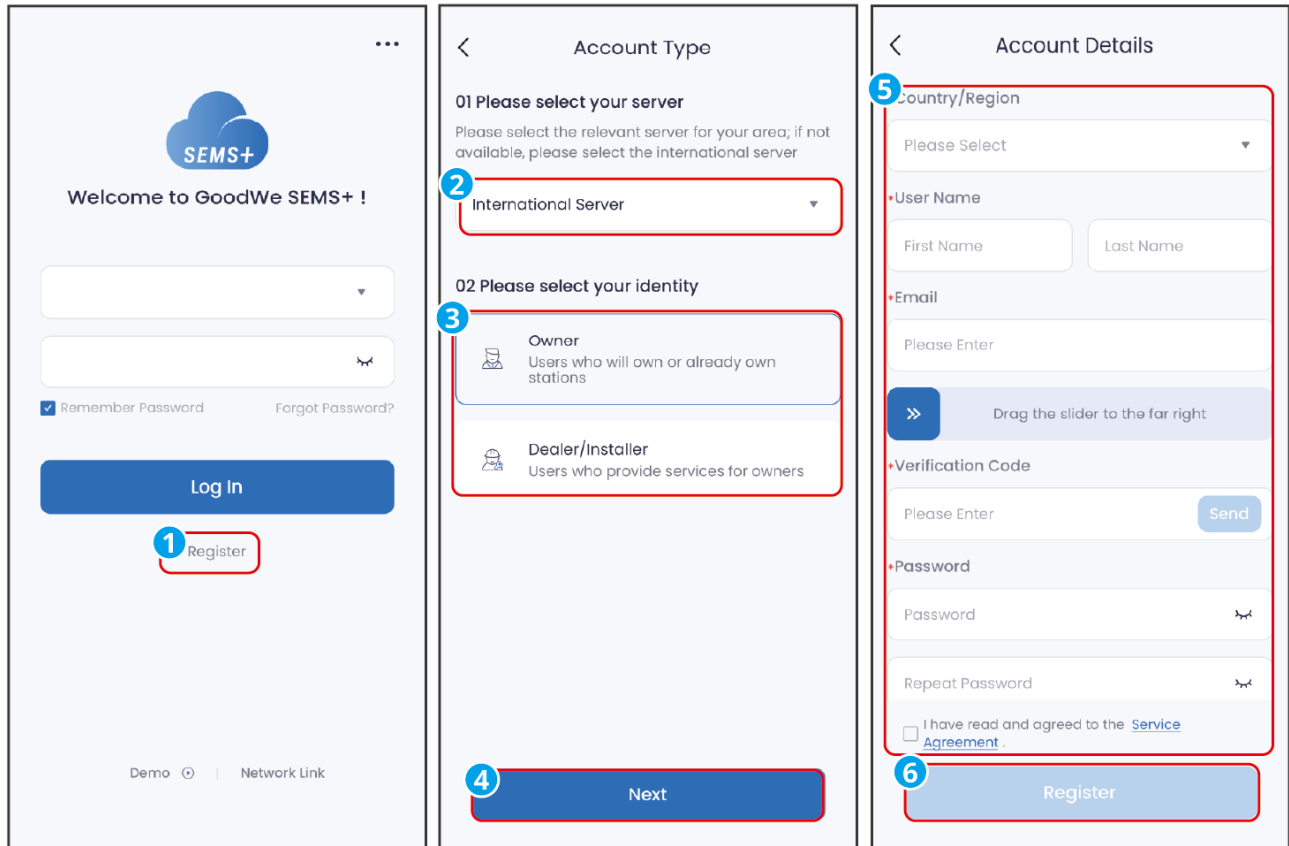 ...
SEMS+
Welcome to GoodWe SEMS+ !
Remember Password
Forgot Password?
Log In
1
Register
Demo
Network Link
Account Type
01 Please select your server
Please select the relevant server for your area; if not
available, please select the international server
2
International Server
02 Please select your identity
3
Owner
Users who will own or already own
stations
Dealer/Installer
Users who provide services for owners
4
Next
Account Details
5
Country/Region
Please Select
*User Name
First Name
Last Name
*Email
Please Enter
Drag the slider to the far right
*Verification Code
Please Enter
Send
*Password
Password
Repeat Password
I have read and agreed to the Service
Agreement .
6
Register